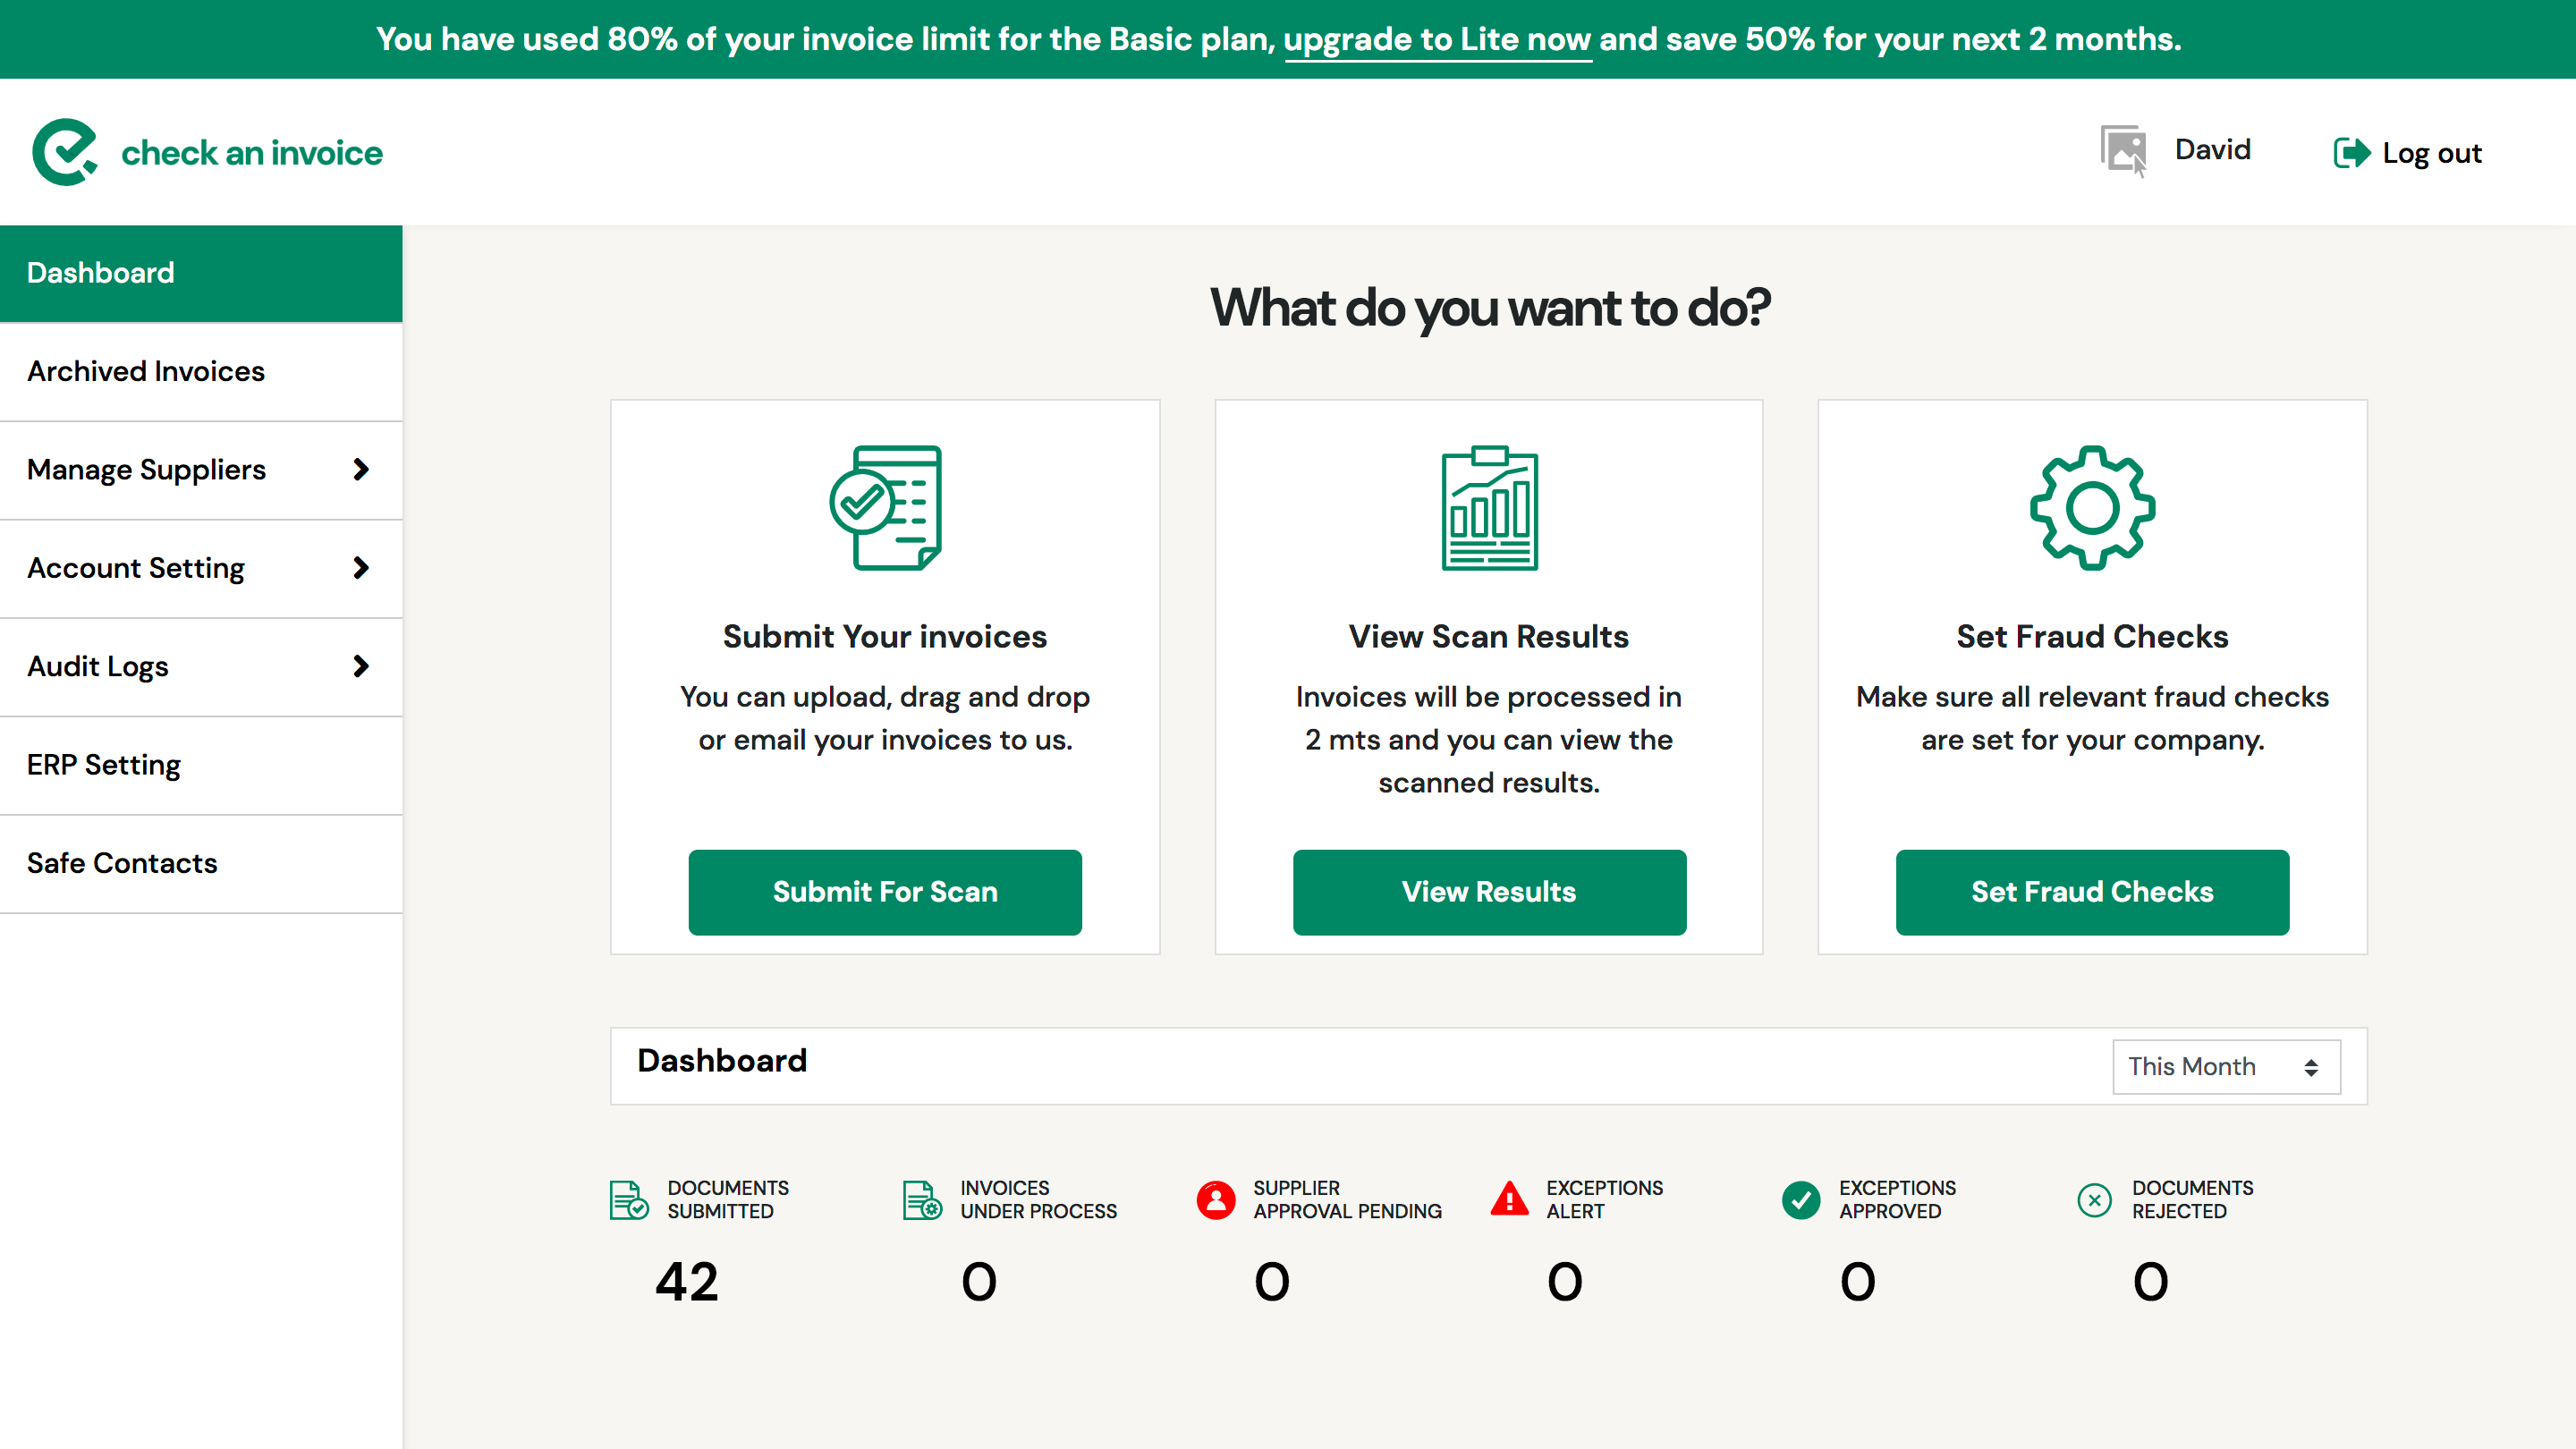 You have used 80% of your invoice limit for the Basic plan, upgrade to Lite now and save 50% for your next 2 months.
check an invoice
David
Log out
Dashboard
Archived Invoices
Manage Suppliers
Account Setting
Audit Logs
ERP Setting
Safe Contacts
What do you want to do?
Submit Your invoices
You can upload, drag and drop
or email your invoices to us.
Submit For Scan
View Scan Results
Invoices will be processed in
2 mts and you can view the
scanned results.
View Results
Set Fraud Checks
Make sure all relevant fraud checks
are set for your company.
Set Fraud Checks
Dashboard
This Month
DOCUMENTS
SUBMITTED
42
INVOICES
UNDER PROCESS
0
SUPPLIER
APPROVAL PENDING
0
EXCEPTIONS
ALERT
0
EXCEPTIONS
APPROVED
0
DOCUMENTS
REJECTED
0